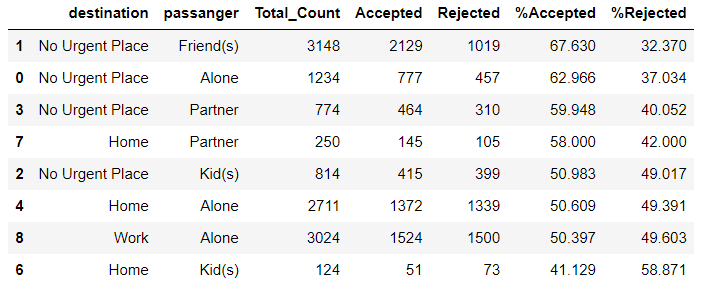 destination passanger Total_Count Accepted Rejected %Accepted %Rejected
1 No Urgent Place Friend(s) 3148 2129 1019 67.630 32.370
0 No Urgent Place Alone 1234 777 457 62.966 37.034
3 No Urgent Place Partner 774 464 310 59.948 40.052
7 Home Partner 250 145 105 58.000 42.000
2 No Urgent Place Kid(s) 814 415 399 50.983 49.017
4 Home Alone 2711 1372 1339 50.609 49.391
8 Work Alone 3024 1524 1500 50.397 49.603
6 Home Kid(s) 124 51 73 41.129 58.871